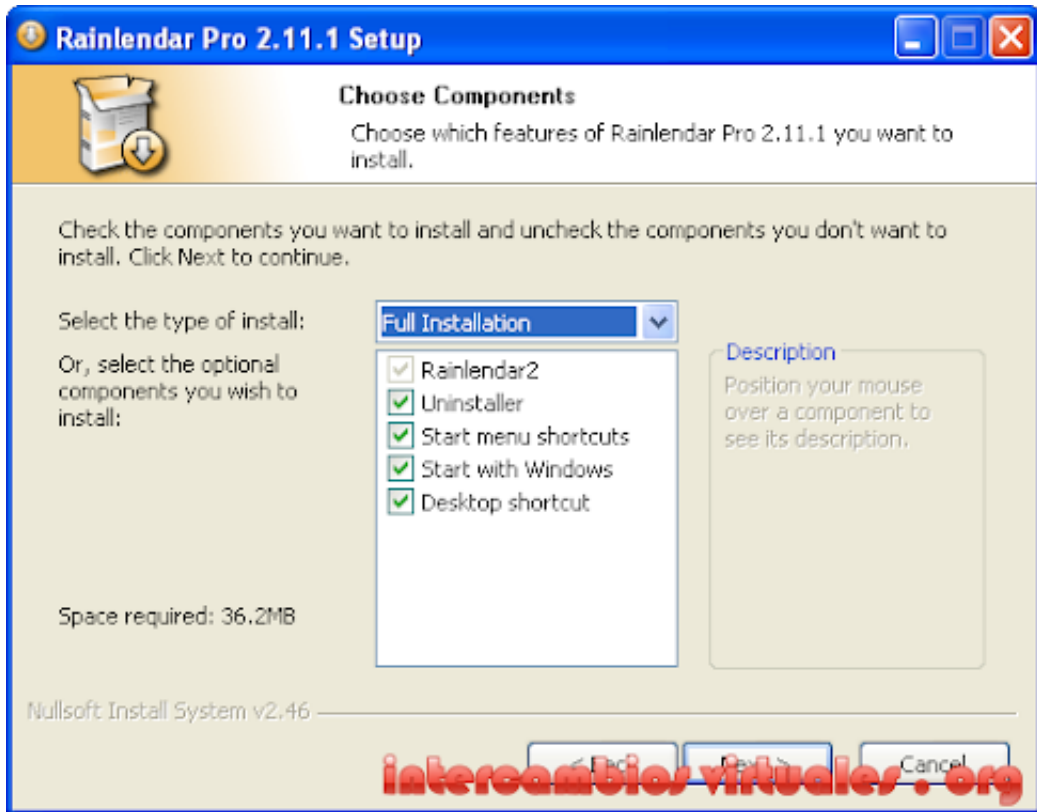 Rainlendar Pro 2.11.1 Setup
Choose Components
Choose which features of Rainlendar Pro 2.11.1 you want to
install.
Check the components you want to install and uncheck the components you don't want to
install. Click Next to continue.
Select the type of install:
Full Installation
Or, select the optional
components you wish to
install:
Rainlendar2
Uninstaller
Start menu shortcuts
Start with Windows
Desktop shortcut
Description
Position your mouse
over a component to
see its description.
Space required: 36.2MB
Nullsoft Install System v2.46
< Back
Next >
Cancel
intercambios virtuales . org